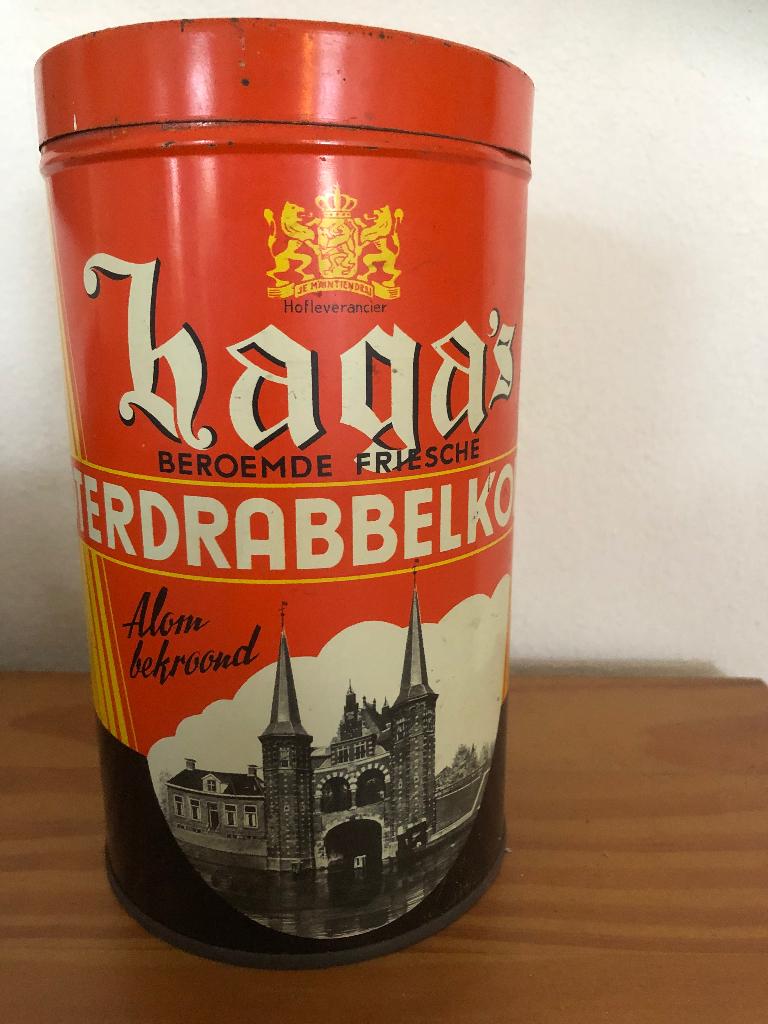 JE MAINTIENDRAI
Hofleverancier
haga's
BEROEMDE FRIESCHE
TERDRABBELKO
Alom
bekroond